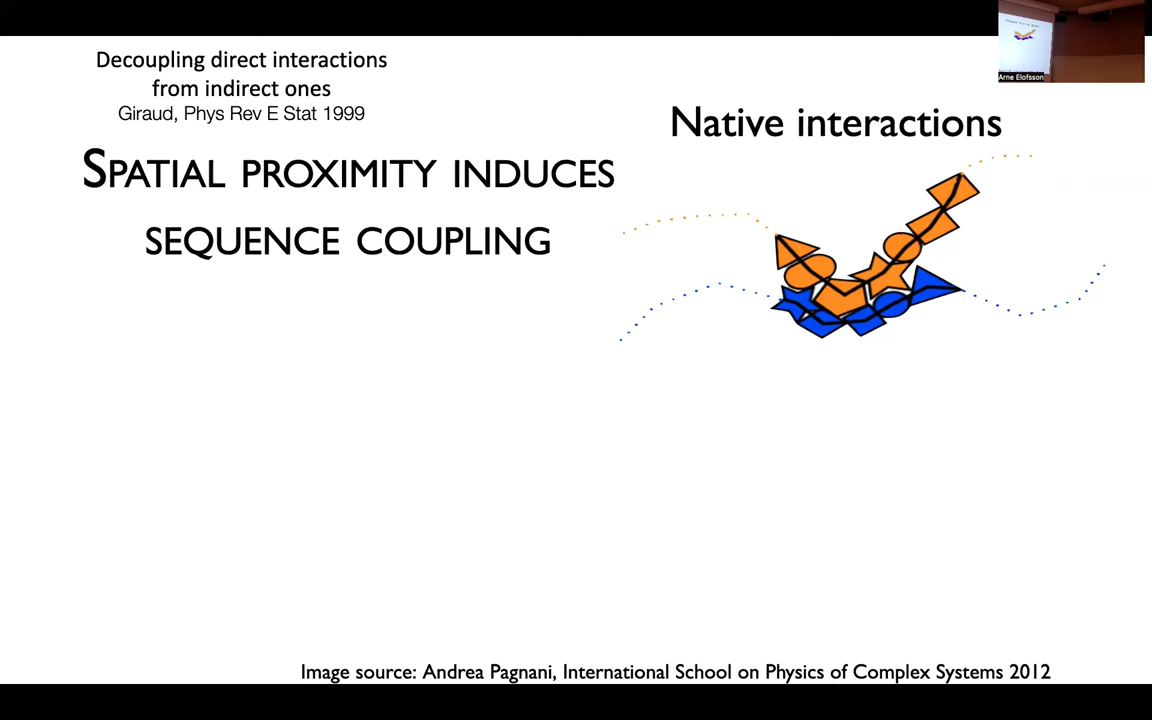 Decoupling direct interactions
from indirect ones
Giraud, Phys Rev E Stat 1999
SPATIAL PROXIMITY INDUCES
SEQUENCE COUPLING
Native interactions
Arne Elofsson
Image source: Andrea Pagnani, International School on Physics of Complex Systems 2012